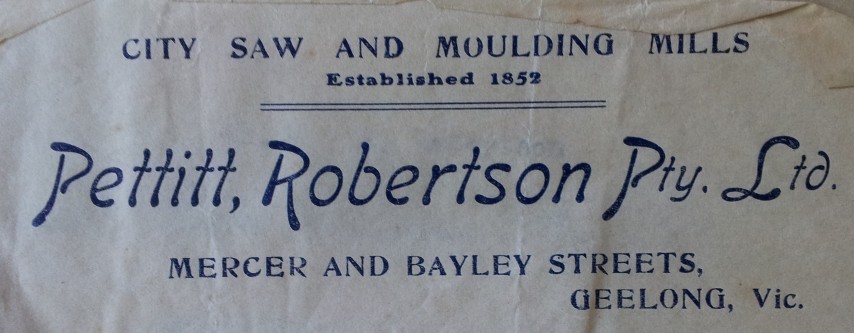 CITY SAW AND MOULDING MILLS
Established 1852
Pettitt, Robertson Pty. Ltd.
MERCER AND BAYLEY STREETS,
GEELONG, Vic.